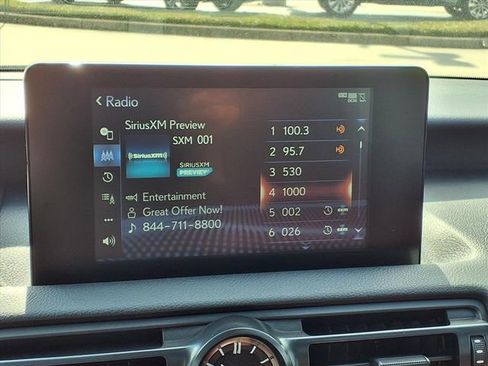 Radio
SiriusXM Preview
SXM 001
SiriusXM
SIRIUSXM
PREVIEW
Entertainment
Great Offer Now!
844-711-8800
1 100.3
2 95.7
3 530
4 1000
5 002
6 026